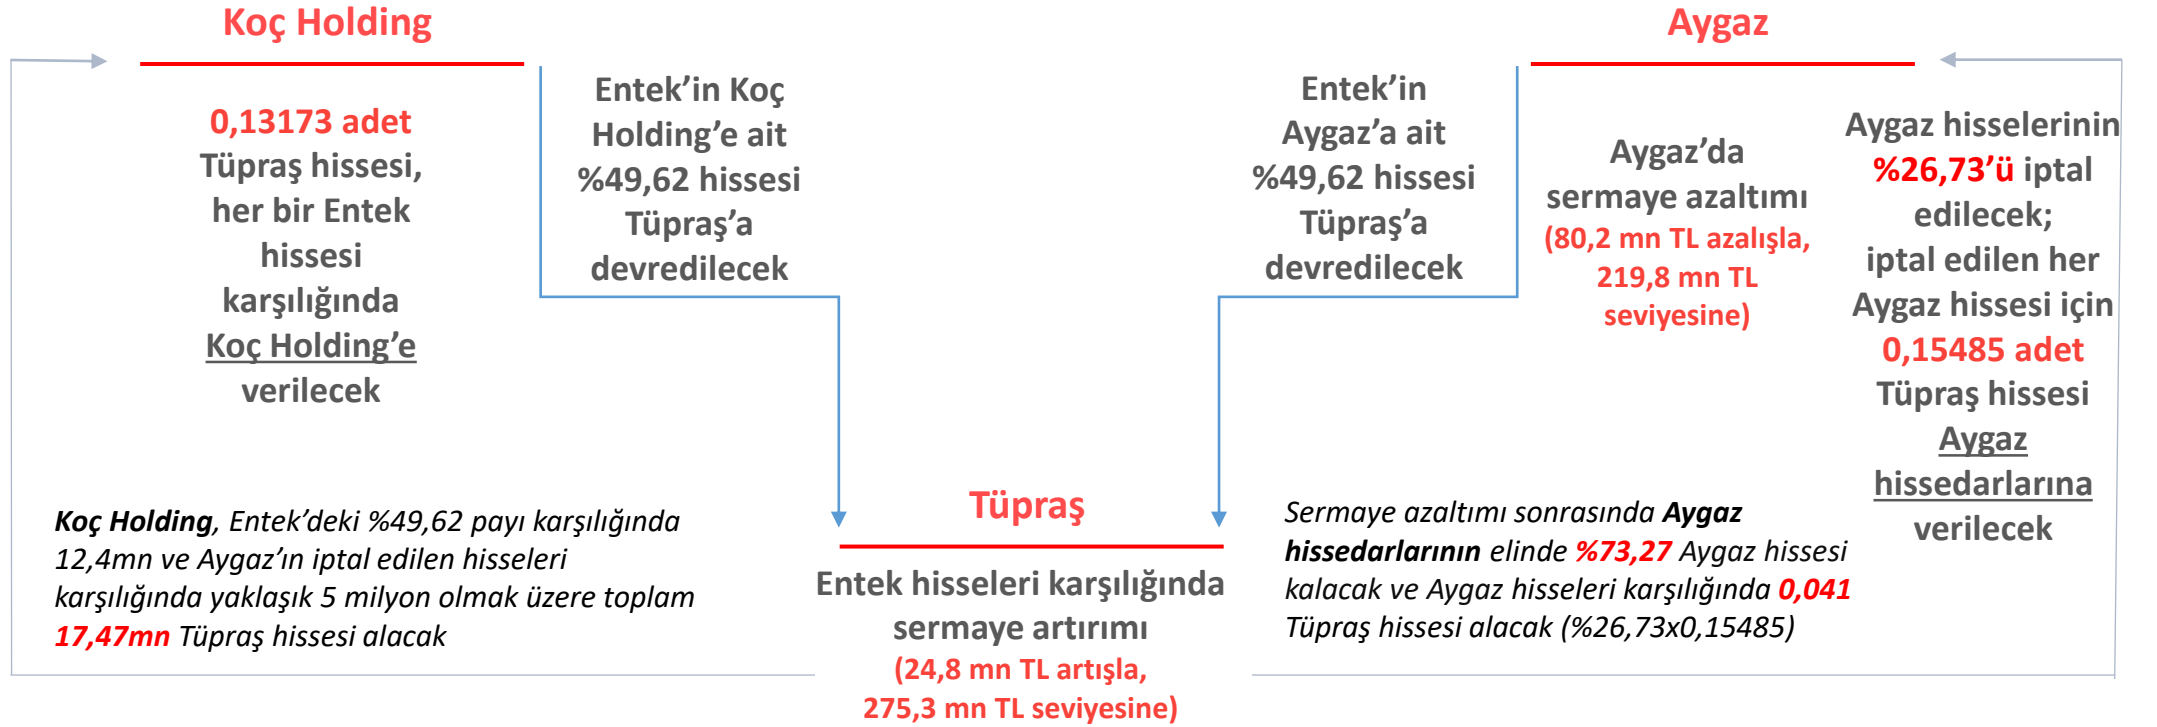 Koç Holding
0,13173 adet
Tüpraş hissesi,
her bir Entek
hissesi
karşılığında
Koç Holding’e
verilecek
Entek’in Koç
Holding’e ait
%49,62 hissesi
Tüpraş’a
devredilecek
Koç Holding, Entek’deki %49,62 payı karşılığında
12,4mn ve Aygaz’ın iptal edilen hisseleri
karşılığında yaklaşık 5 milyon olmak üzere toplam
17,47mn Tüpraş hissesi alacak
Tüpraş
Entek hisseleri karşılığında
sermaye artırımı
(24,8 mn TL artışla,
275,3 mn TL seviyesine)
Aygaz
Entek’in
Aygaz’a ait
%49,62 hissesi
Tüpraş’a
devredilecek
Aygaz’da
sermaye azaltımı
(80,2 mn TL azalışla,
219,8 mn TL
seviyesine)
Aygaz hisselerinin
%26,73’ü iptal
edilecek;
iptal edilen her
Aygaz hissesi için
0,15485 adet
Tüpraş hissesi
Aygaz
hissedarlarına
verilecek
Sermaye azaltımı sonrasında Aygaz
hissedarlarının elinde %73,27 Aygaz hissesi
kalacak ve Aygaz hisseleri karşılığında 0,041
Tüpraş hissesi alacak (%26,73x0,15485)